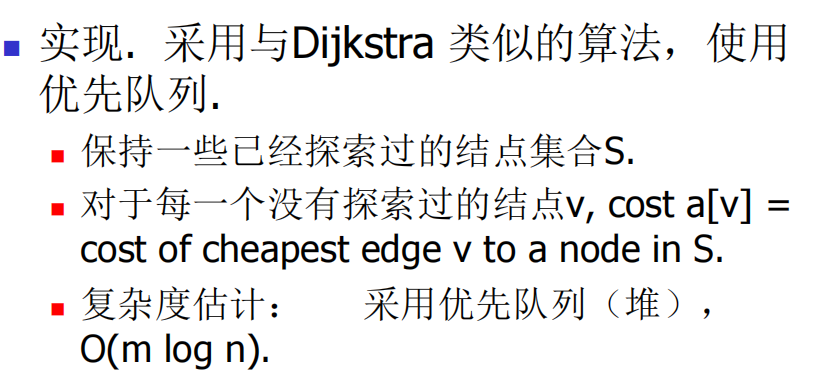 实现. 采用与Dijkstra 类似的算法，使用
优先队列.
保持一些已经探索过的结点集合S.
对于每一个没有探索过的结点v, cost a[v] =
cost of cheapest edge v to a node in S.
复杂度估计： 采用优先队列（堆），
O(m log n).